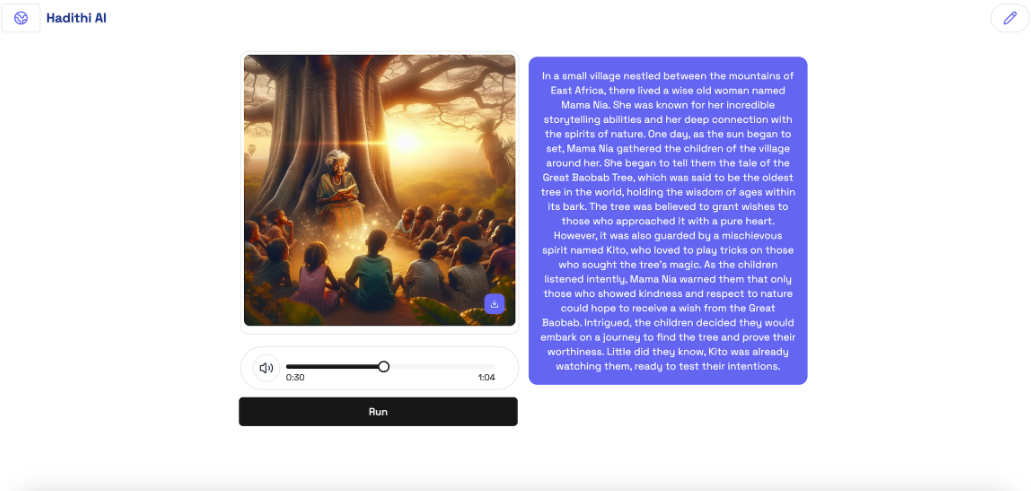 Hadithi AI
In a small village nestled between the mountains of
East Africa, there lived a wise old woman named
Mama Nia. She was known for her incredible
storytelling abilities and her deep connection with
the spirits of nature. One day, as the sun began to
set, Mama Nia gathered the children of the village
around her. She began to tell them the tale of the
Great Baobab Tree, which was said to be the oldest
tree in the world, holding the wisdom of ages within
its bark. The tree was believed to grant wishes to
those who approached it with a pure heart.
However, it was also guarded by a mischievous
spirit named Kito, who loved to play tricks on those
who sought the tree's magic. As the children
listened intently, Mama Nia warned them that only
those who showed kindness and respect to nature
could hope to receive a wish from the Great
Baobab. Intrigued, the children decided they would
embark on a journey to find the tree and prove their
worthiness. Little did they know, Kito was already
watching them, ready to test their intentions.
0:30
1:04
Run